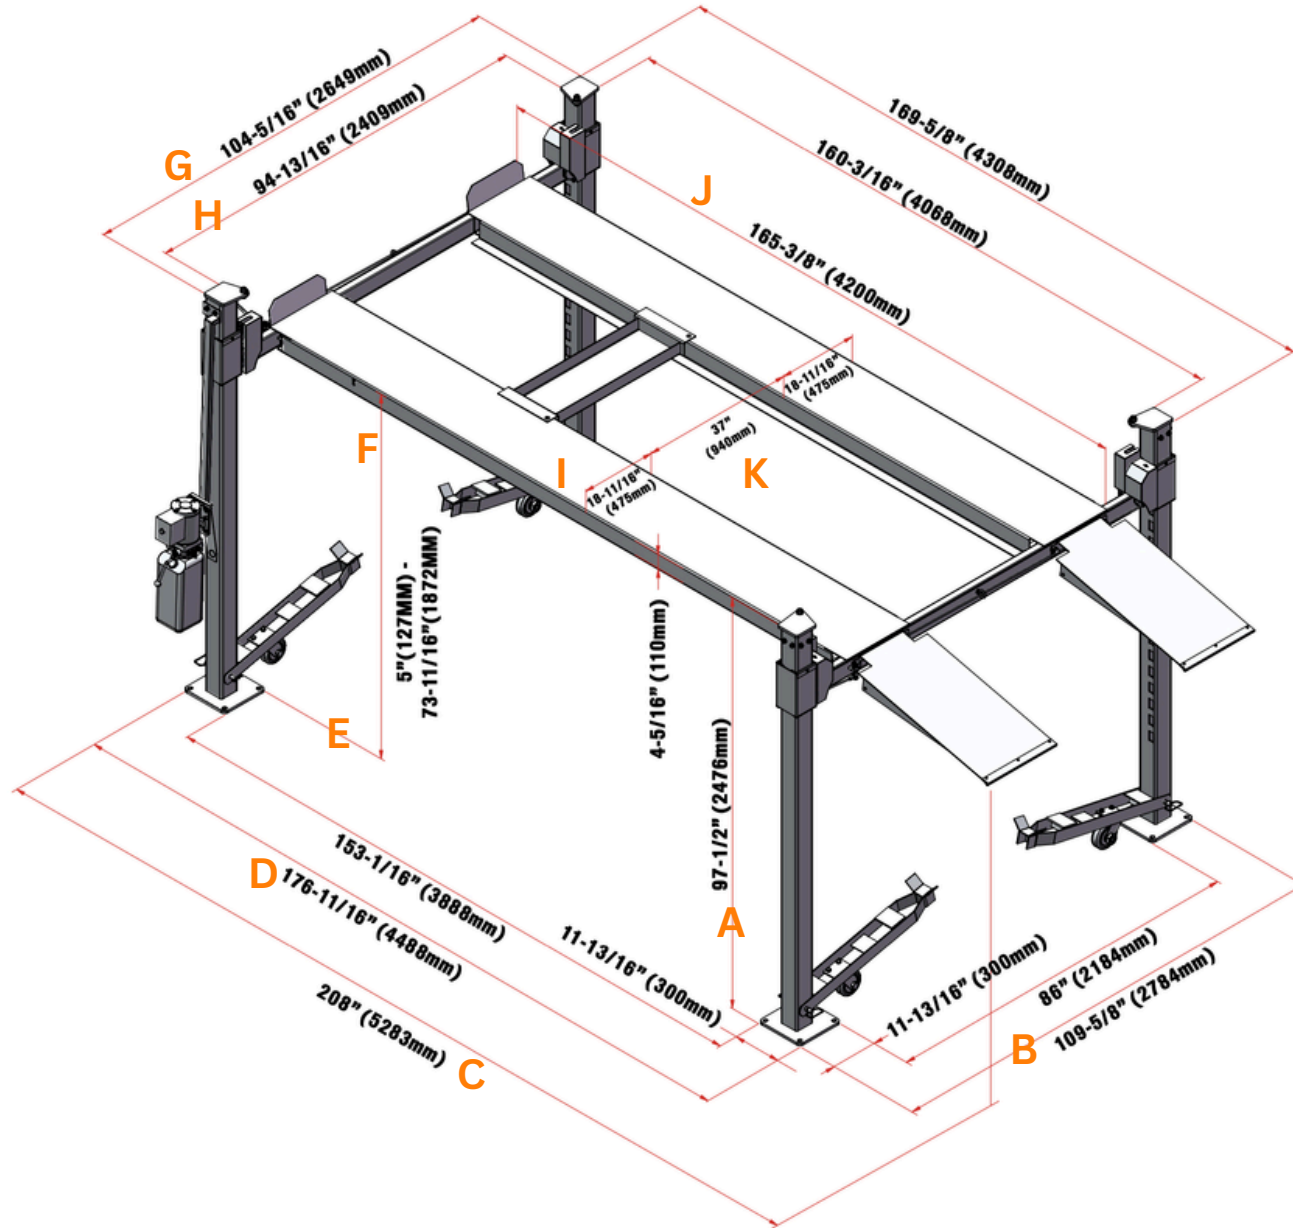 104-5/16” (2649mm)
G
94-13/16” (2409mm)
H
169-5/8” (4308mm)
160-3/16” (4068mm)
J
165-3/8” (4200mm)
18-11/16”
(475mm)
37”
(940mm)
K
I
18-11/16”
(475mm)
F
5”(127MM) -
73-11/16”(1872MM)
E
4-5/16” (110mm)
97-1/2” (2476mm)
A
153-1/16” (3888mm)
D
176-11/16” (4488mm)
208” (5283mm)
C
11-13/16” (300mm)
11-13/16” (300mm)
86” (2184mm)
B
109-5/8” (2784mm)